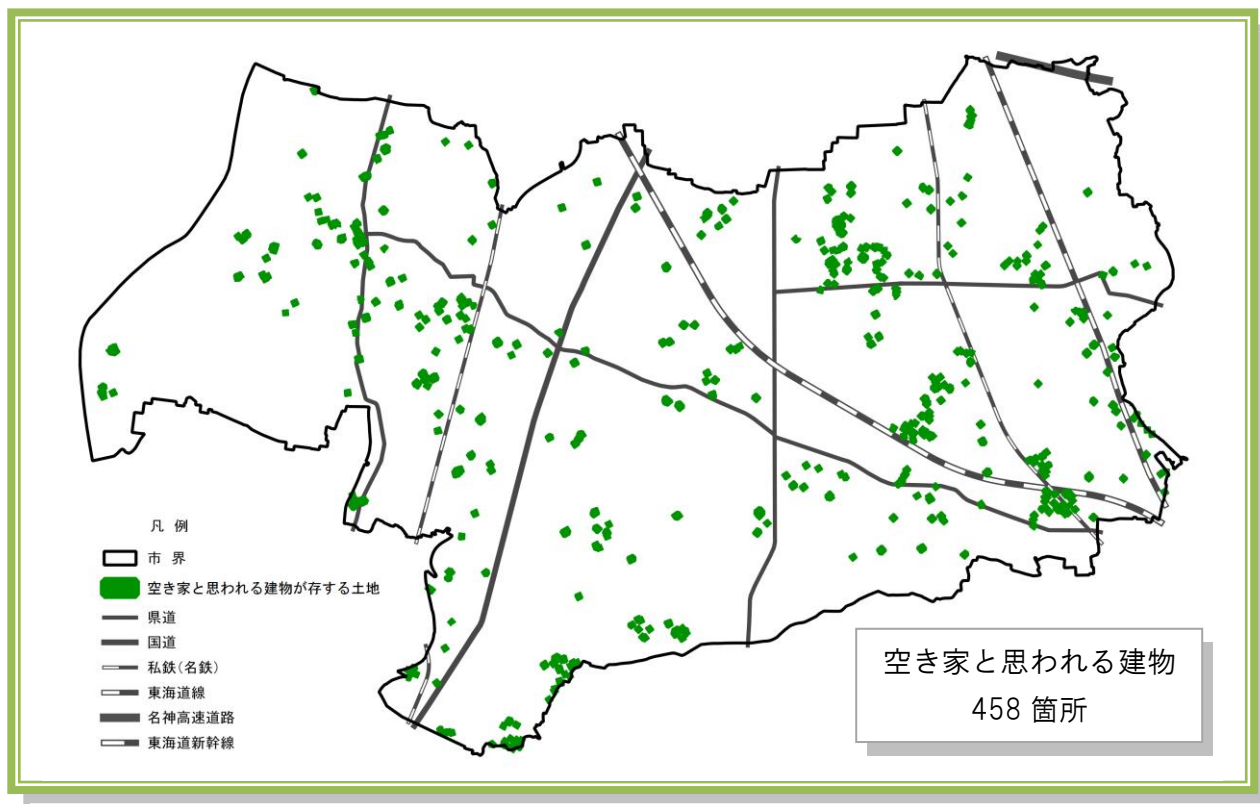 凡 例
市 界
空き家と思われる建物が存する土地
県道
国道
私鉄(名鉄)
東海道線
名神高速道路
東海道新幹線
空き家と思われる建物
458 箇所